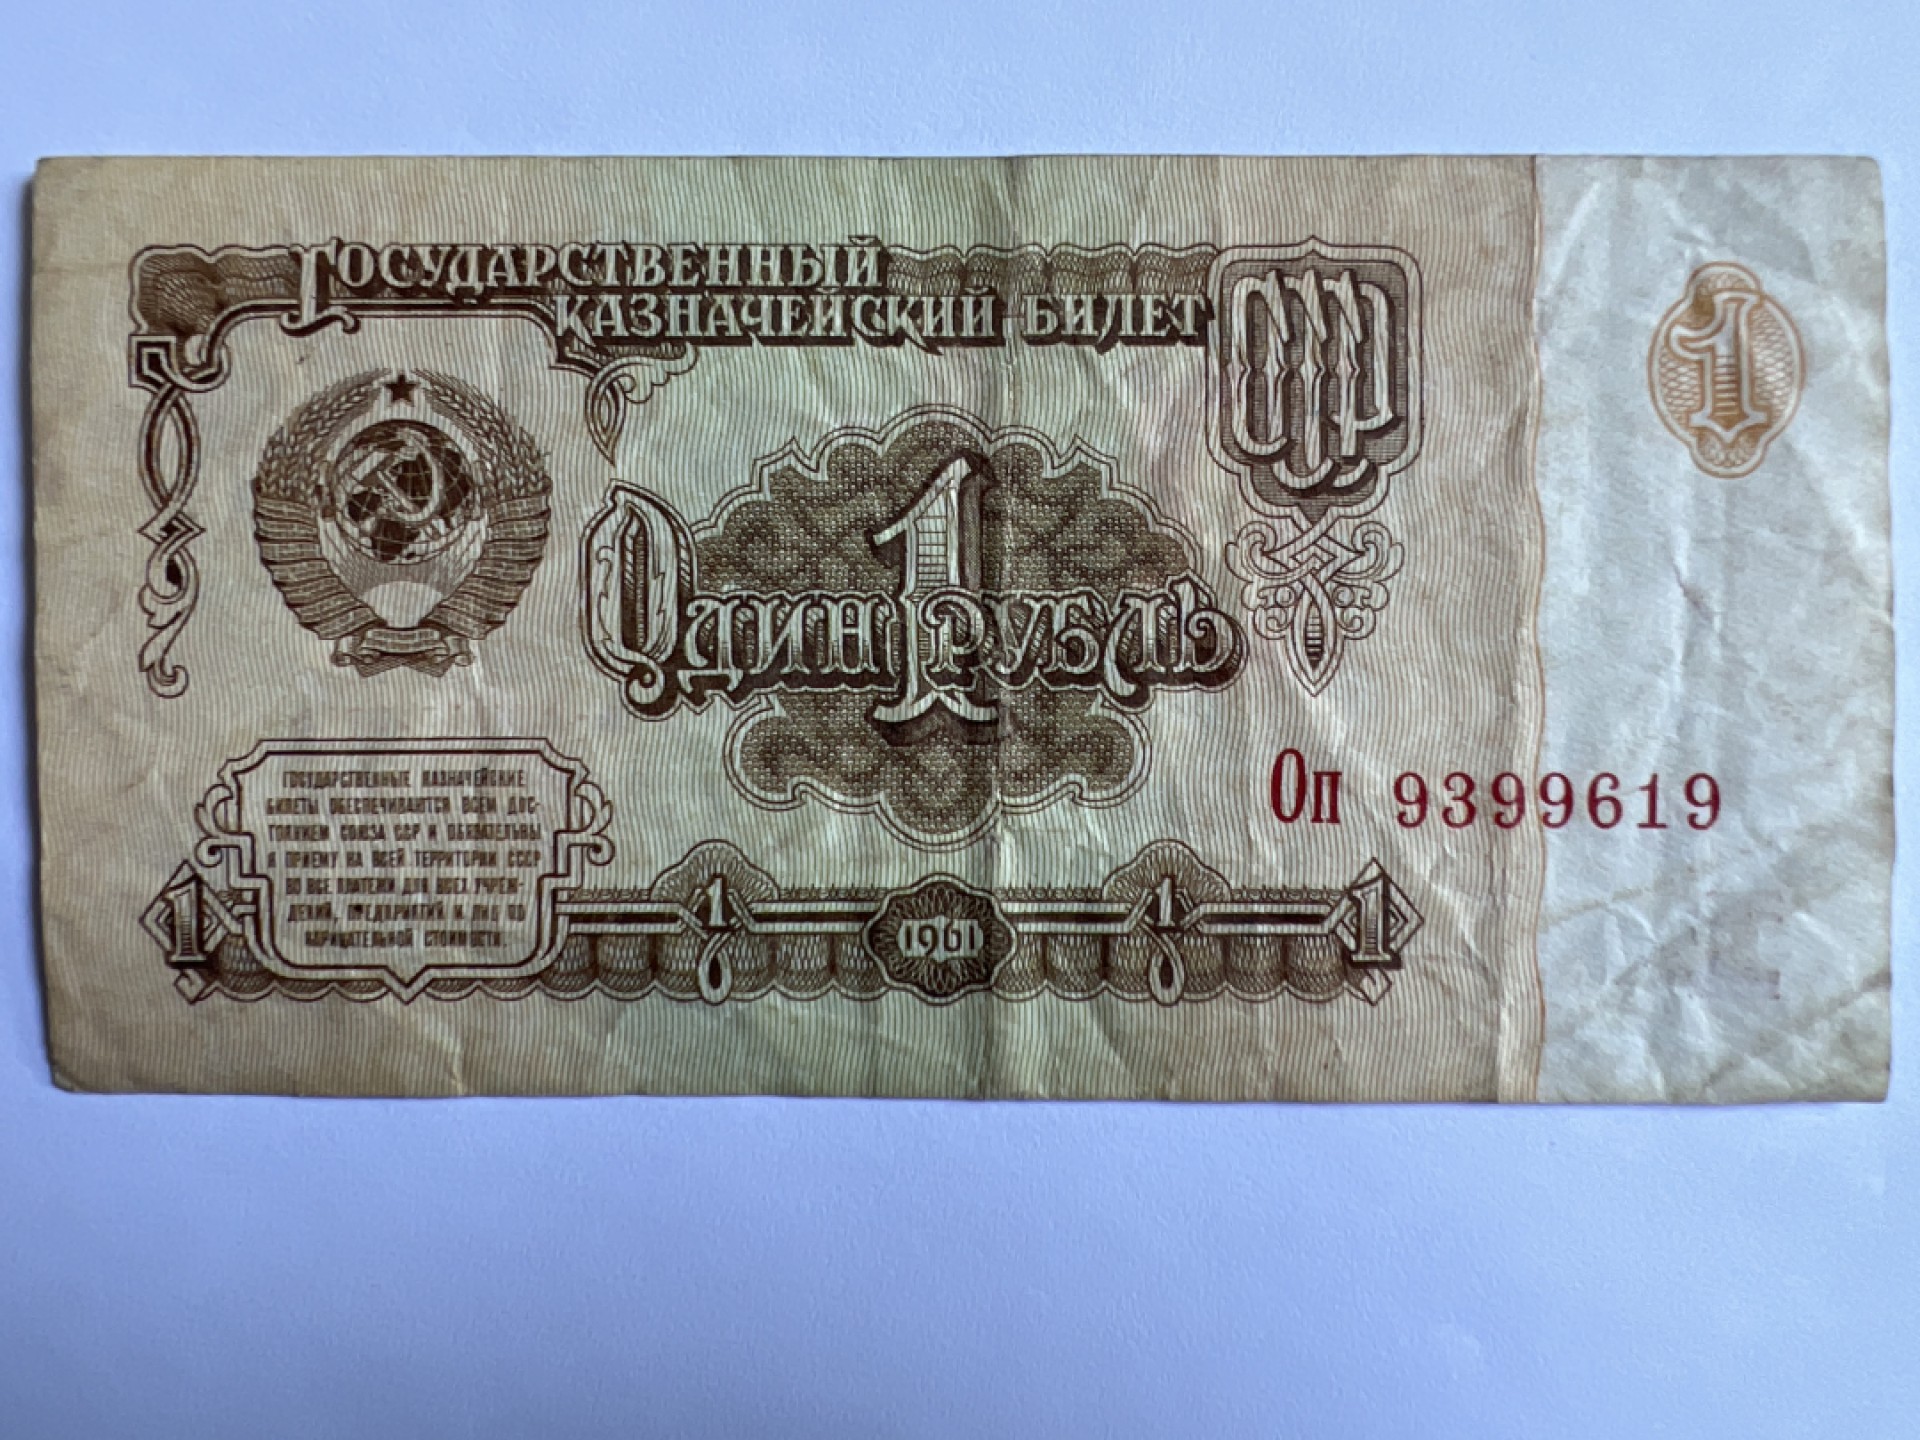 ГОСУДАРСТВЕННЫЙ
КАЗНАЧЕЙСКИЙ БИЛЕТ
СССР
1
1
ОДИН РУБЛЬ
Оп 9399619
ГОСУДАРСТВЕННЫЕ КАЗНАЧЕЙСКИЕ
БИЛЕТЫ ОБЕСПЕЧИВАЮТСЯ ВСЕМ ДОС-
ТОЯНИЕМ СОЮЗА ССР И ОБЯЗАТЕЛЬНЫ
К ПРИЕМУ НА ВСЕЙ ТЕРРИТОРИИ СССР
ВО ВСЕ ПЛАТЕЖИ ДЛЯ ВСЕХ УЧРЕЖ-
ДЕНИЙ, ПРЕДПРИЯТИЙ И ЛИЦ ПО
НАРИЦАТЕЛЬНОЙ СТОИМОСТИ.
1 1 1961 1 1